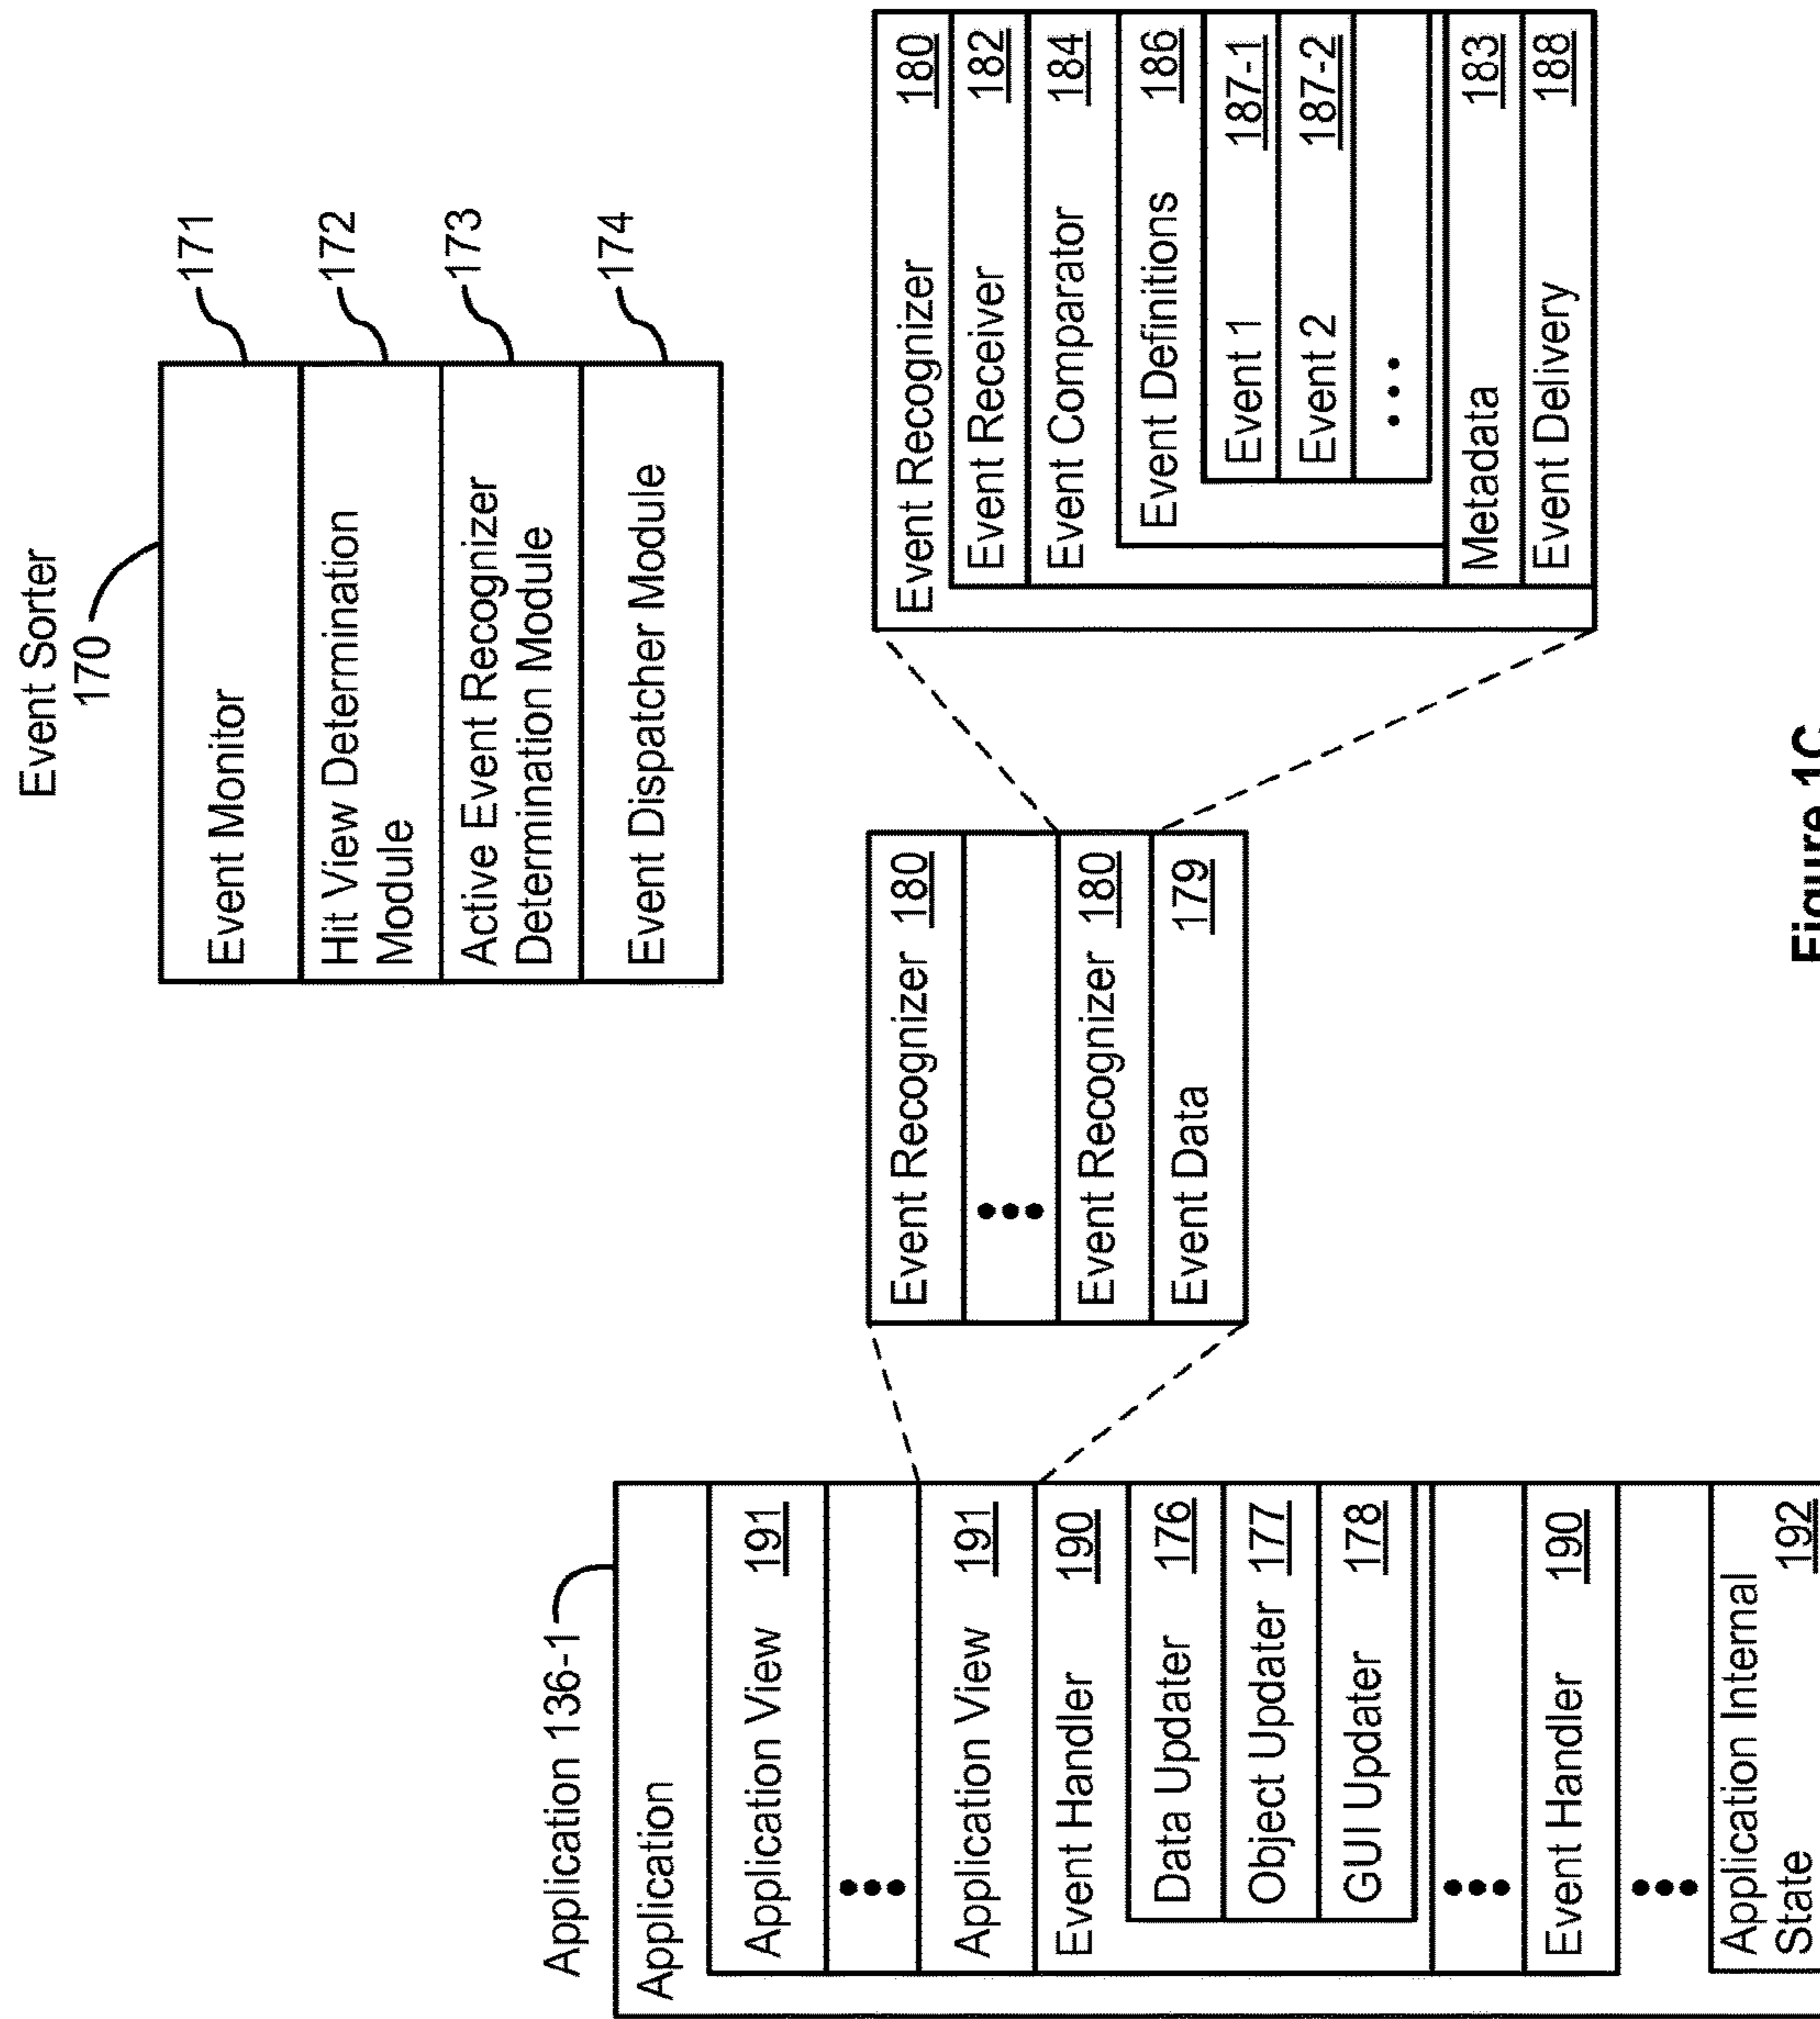 Event Sorter
170
Event Monitor
171
Hit View Determination
Module
172
Active Event Recognizer
Determination Module
173
Event Dispatcher Module
174
Application 136-1
Application
Application View 191
Application View 191
Event Handler 190
Data Updater 176
Object Updater 177
GUI Updater 178
Event Handler 190
Application Internal
State 192
Event Recognizer 180
Event Recognizer 180
Event Data 179
Event Recognizer 180
Event Receiver 182
Event Comparator 184
Event Definitions 186
Event 1 187-1
Event 2 187-2
Metadata 183
Event Delivery 188
Figure 1C